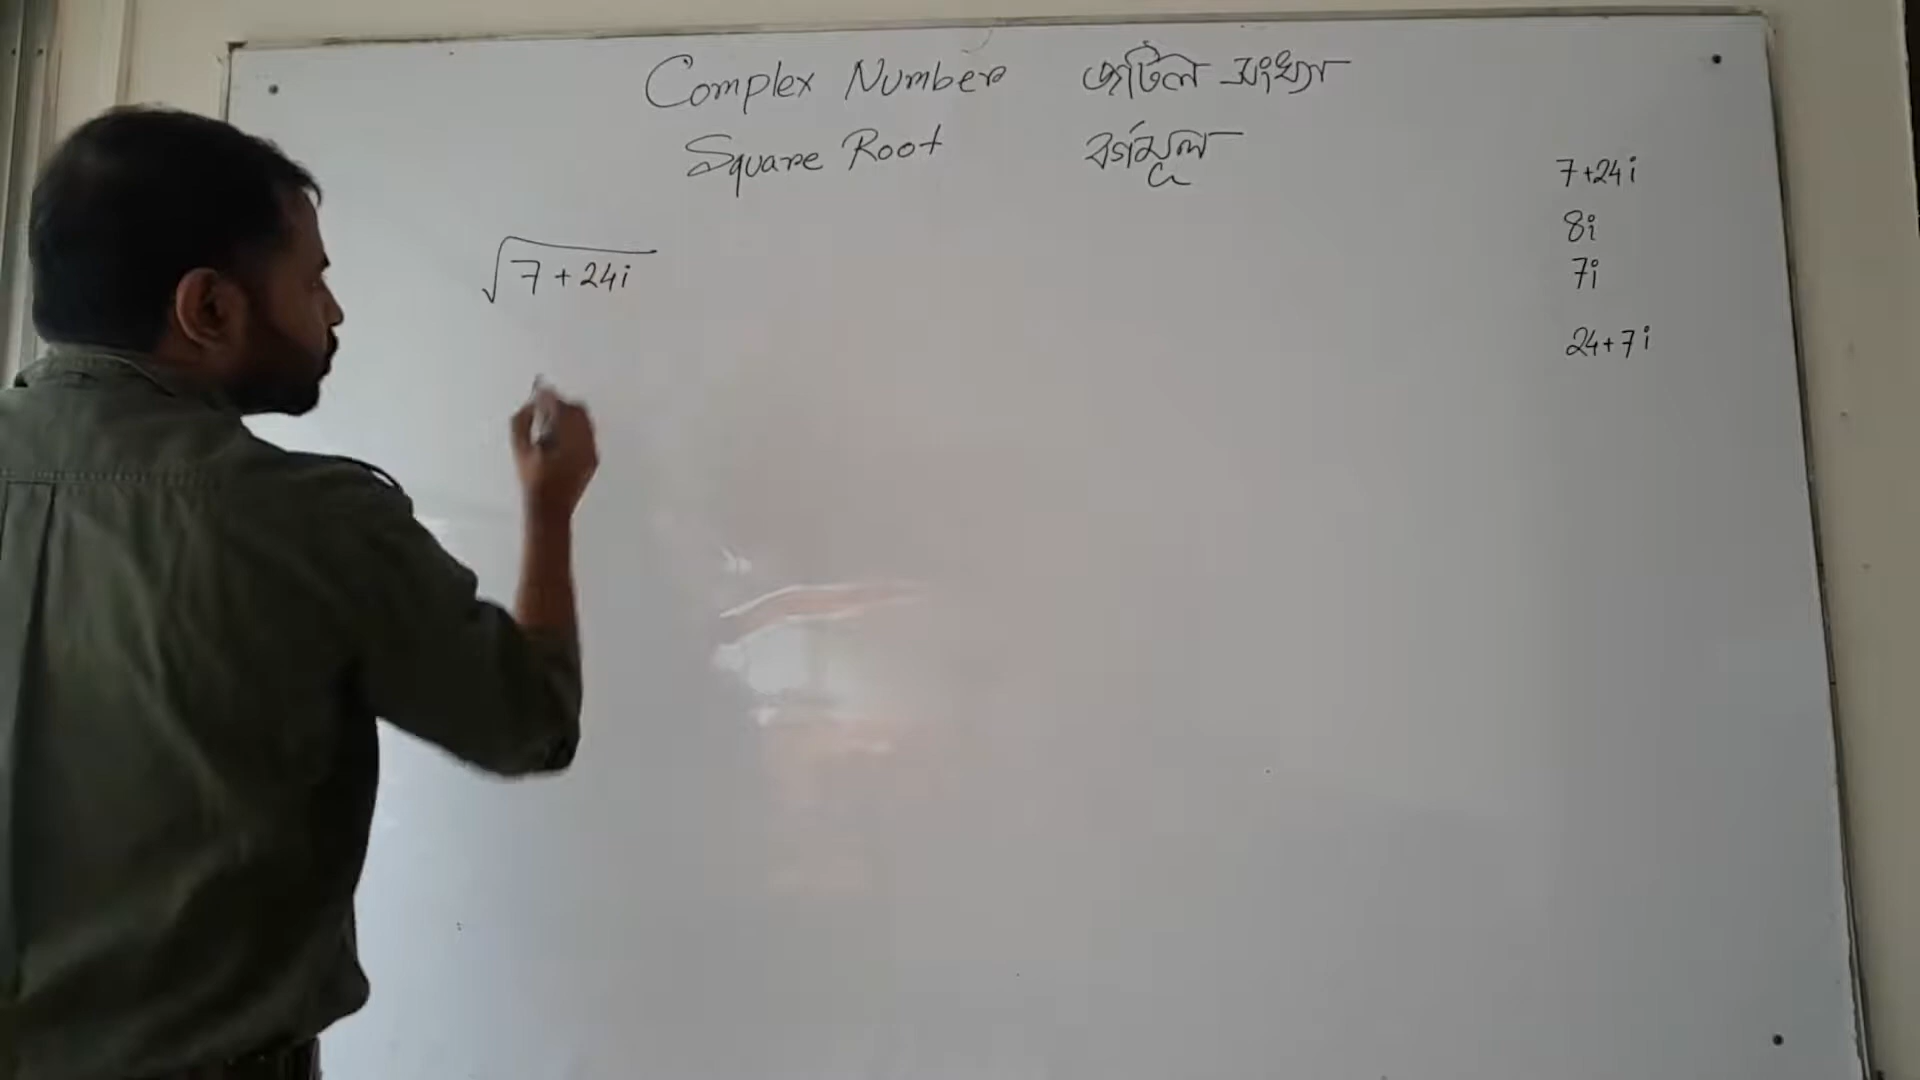 Complex Number জটিল সংখ্যা
Square Root বর্গমূল
√7 + 24i
7 + 24i
8i
7i
24 + 7i